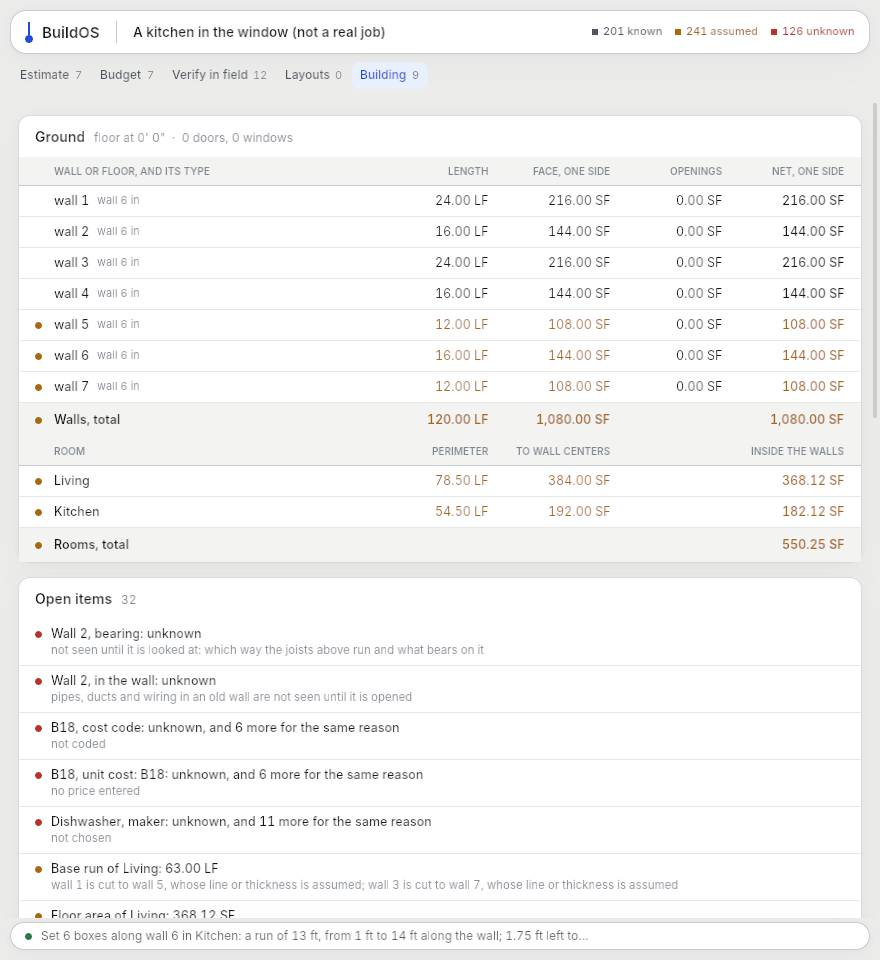 BuildOS A kitchen in the window (not a real job) 201 known 241 assumed 126 unknown
Estimate 7 Budget 7 Verify in field 12 Layouts 0 Building 9
Ground floor at 0' 0" · 0 doors, 0 windows
WALL OR FLOOR, AND ITS TYPE LENGTH FACE, ONE SIDE OPENINGS NET, ONE SIDE
wall 1 wall 6 in 24.00 LF 216.00 SF 0.00 SF 216.00 SF
wall 2 wall 6 in 16.00 LF 144.00 SF 0.00 SF 144.00 SF
wall 3 wall 6 in 24.00 LF 216.00 SF 0.00 SF 216.00 SF
wall 4 wall 6 in 16.00 LF 144.00 SF 0.00 SF 144.00 SF
wall 5 wall 6 in 12.00 LF 108.00 SF 0.00 SF 108.00 SF
wall 6 wall 6 in 16.00 LF 144.00 SF 0.00 SF 144.00 SF
wall 7 wall 6 in 12.00 LF 108.00 SF 0.00 SF 108.00 SF
Walls, total 120.00 LF 1,080.00 SF 1,080.00 SF
ROOM PERIMETER TO WALL CENTERS INSIDE THE WALLS
Living 78.50 LF 384.00 SF 368.12 SF
Kitchen 54.50 LF 192.00 SF 182.12 SF
Rooms, total 550.25 SF
Open items 32
Wall 2, bearing: unknown
not seen until it is looked at: which way the joists above run and what bears on it
Wall 2, in the wall: unknown
pipes, ducts and wiring in an old wall are not seen until it is opened
B18, cost code: unknown, and 6 more for the same reason
not coded
B18, unit cost: B18: unknown, and 6 more for the same reason
no price entered
Dishwasher, maker: unknown, and 11 more for the same reason
not chosen
Base run of Living: 63.00 LF
wall 1 is cut to wall 5, whose line or thickness is assumed; wall 3 is cut to wall 7, whose line or thickness is assumed
Floor area of Living: 368.12 SF
Set 6 boxes along wall 6 in Kitchen: a run of 13 ft, from 1 ft to 14 ft along the wall; 1.75 ft left to...